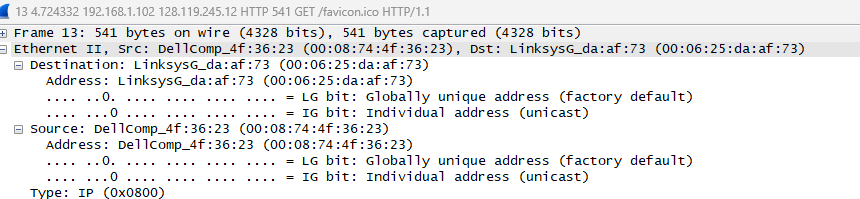 13 4.724332 192.168.1.102 128.119.245.12 HTTP 541 GET /favicon.ico HTTP/1.1
Frame 13: 541 bytes on wire (4328 bits), 541 bytes captured (4328 bits)
Ethernet II, Src: DellComp_4f:36:23 (00:08:74:4f:36:23), Dst: LinksysG_da:af:73 (00:06:25:da:af:73)
Destination: LinksysG_da:af:73 (00:06:25:da:af:73)
Address: LinksysG_da:af:73 (00:06:25:da:af:73)
.... ..0. .... .... .... .... = LG bit: Globally unique address (factory default)
.... ...0 .... .... .... .... = IG bit: Individual address (unicast)
Source: DellComp_4f:36:23 (00:08:74:4f:36:23)
Address: DellComp_4f:36:23 (00:08:74:4f:36:23)
.... ..0. .... .... .... .... = LG bit: Globally unique address (factory default)
.... ...0 .... .... .... .... = IG bit: Individual address (unicast)
Type: IP (0x0800)